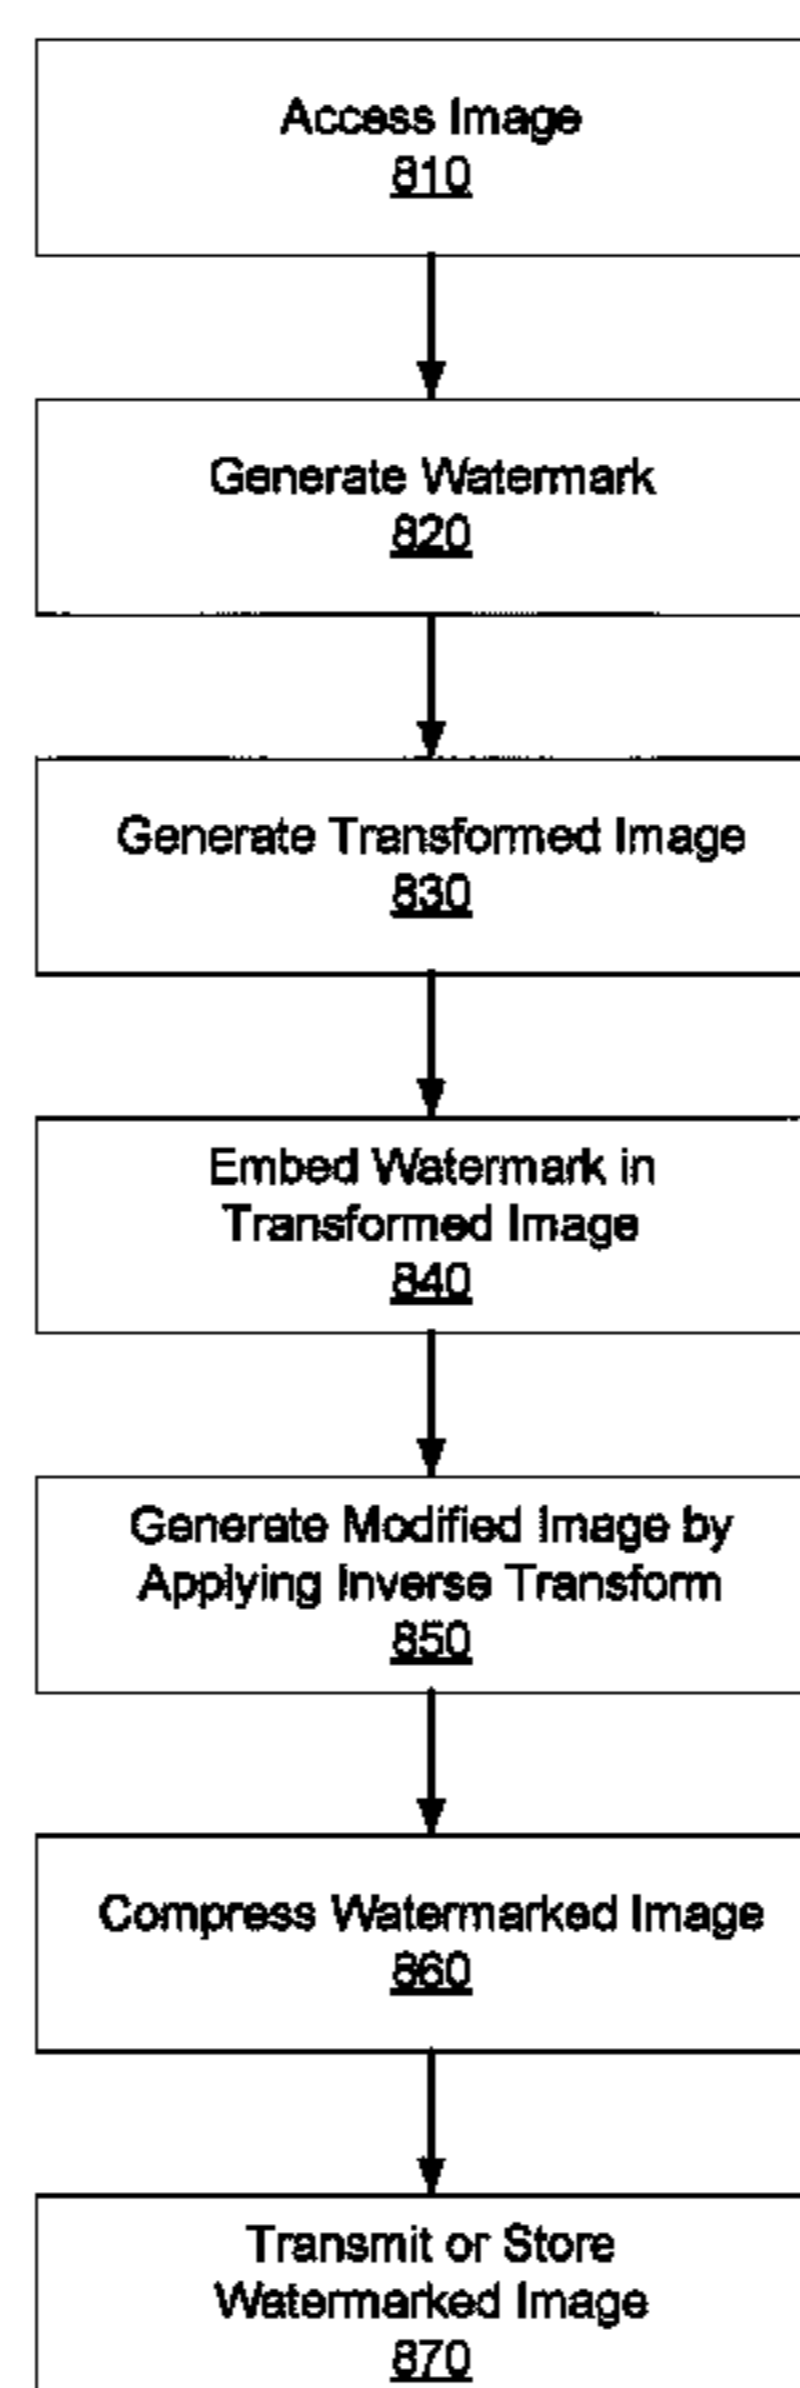 Access Image
810
Generate Watermark
820
Generate Transformed Image
830
Embed Watermark in
Transformed Image
840
Generate Modified Image by
Applying Inverse Transform
850
Compress Watermarked Image
860
Transmit or Store
Watermarked Image
870